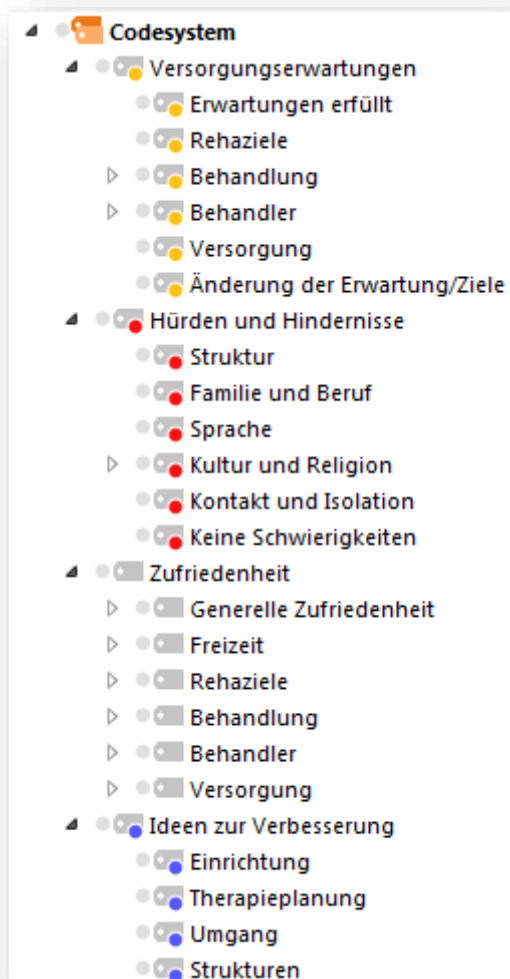 Codesystem
Versorgungserwartungen
Erwartungen erfüllt
Rehaziele
Behandlung
Behandler
Versorgung
Änderung der Erwartung/Ziele
Hürden und Hindernisse
Struktur
Familie und Beruf
Sprache
Kultur und Religion
Kontakt und Isolation
Keine Schwierigkeiten
Zufriedenheit
Generelle Zufriedenheit
Freizeit
Rehaziele
Behandlung
Behandler
Versorgung
Ideen zur Verbesserung
Einrichtung
Therapieplanung
Umgang
Strukturen